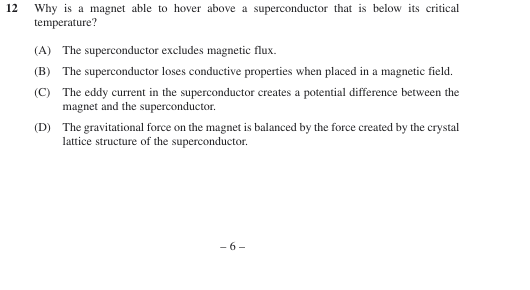 12 Why is a magnet able to hover above a superconductor that is below its critical
temperature?
(A) The superconductor excludes magnetic flux.
(B) The superconductor loses conductive properties when placed in a magnetic field.
(C) The eddy current in the superconductor creates a potential difference between the
magnet and the superconductor.
(D) The gravitational force on the magnet is balanced by the force created by the crystal
lattice structure of the superconductor.
– 6 –